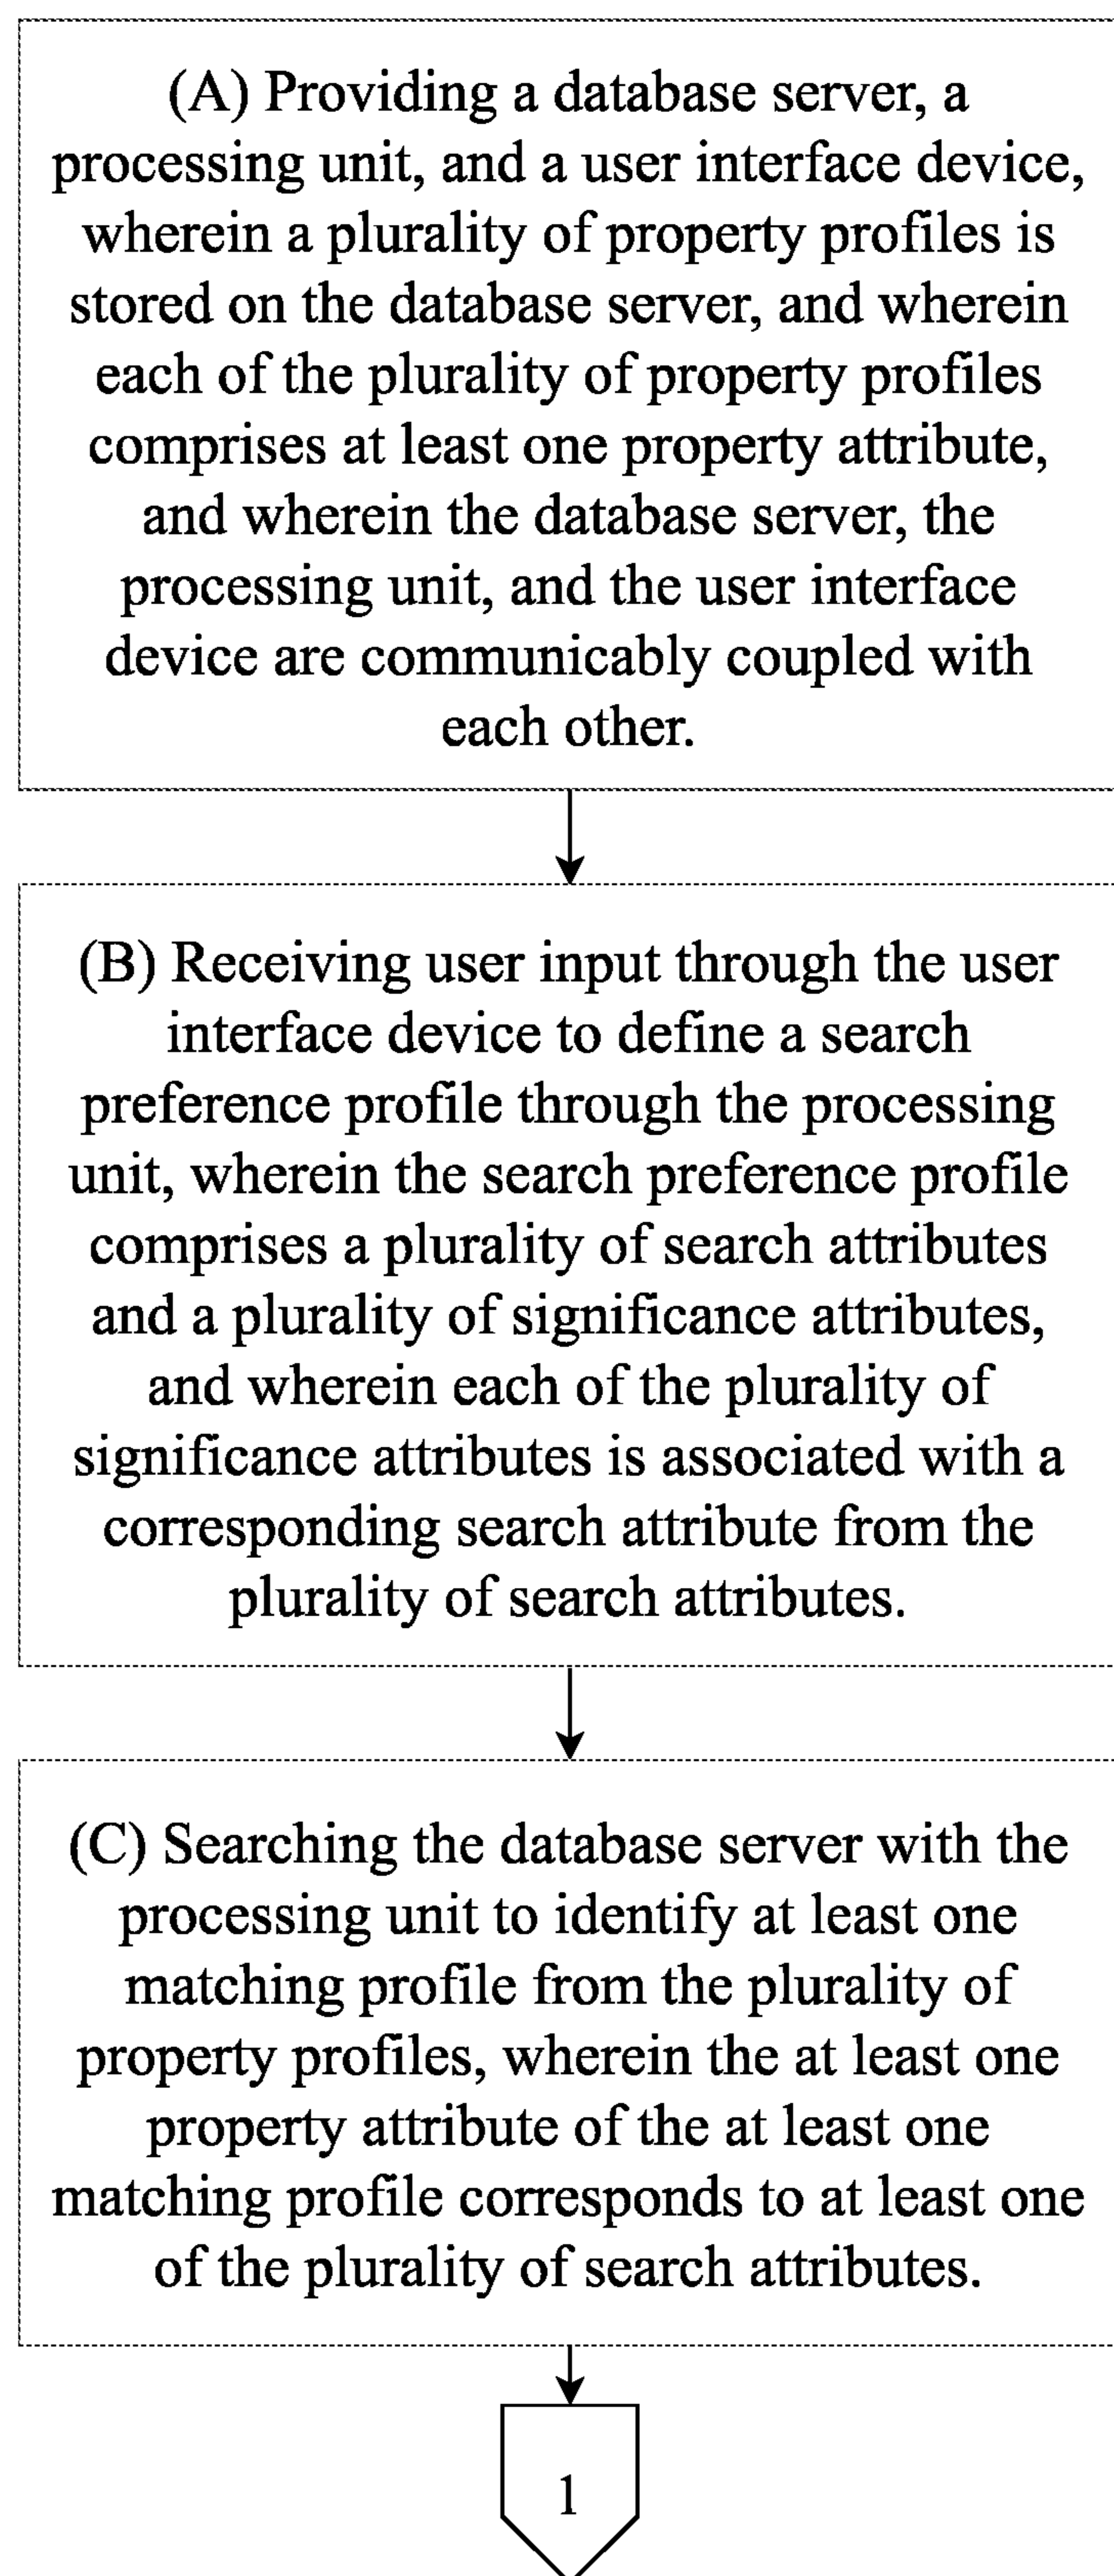 (A) Providing a database server, a
processing unit, and a user interface device,
wherein a plurality of property profiles is
stored on the database server, and wherein
each of the plurality of property profiles
comprises at least one property attribute,
and wherein the database server, the
processing unit, and the user interface
device are communicably coupled with
each other.
(B) Receiving user input through the user
interface device to define a search
preference profile through the processing
unit, wherein the search preference profile
comprises a plurality of search attributes
and a plurality of significance attributes,
and wherein each of the plurality of
significance attributes is associated with a
corresponding search attribute from the
plurality of search attributes.
(C) Searching the database server with the
processing unit to identify at least one
matching profile from the plurality of
property profiles, wherein the at least one
property attribute of the at least one
matching profile corresponds to at least one
of the plurality of search attributes.
1